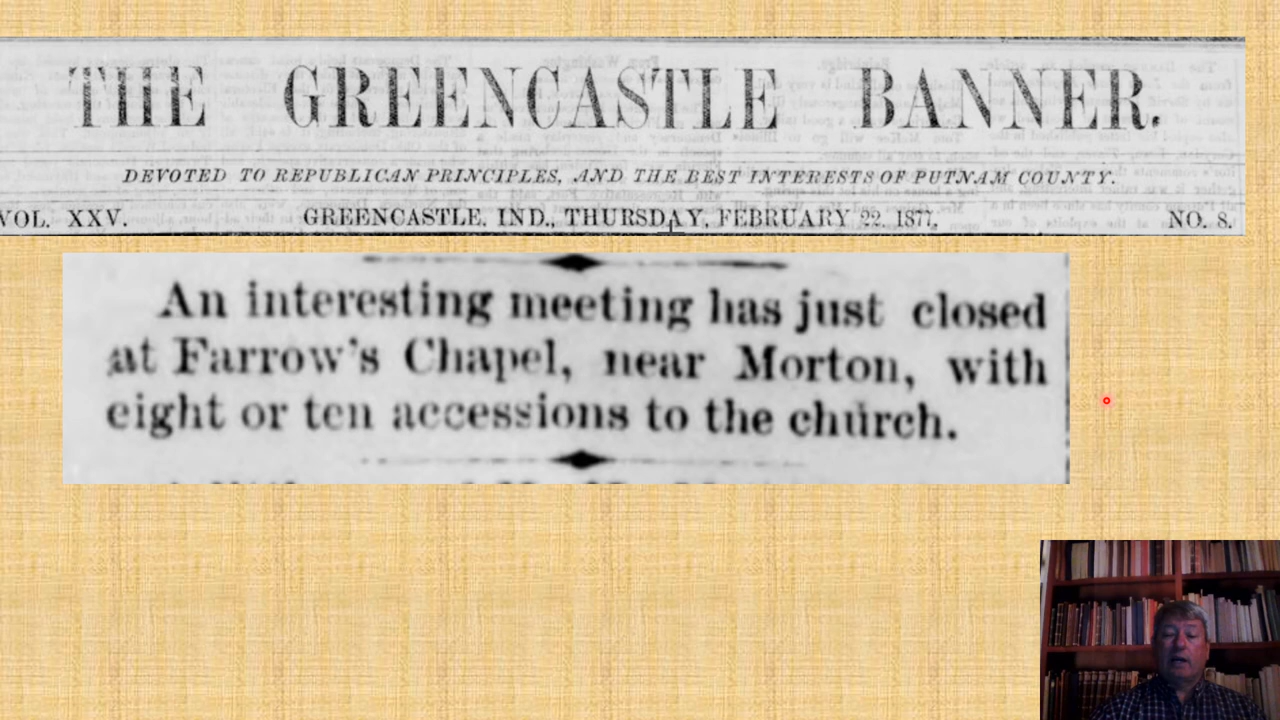 THE GREENCASTLE BANNER.
DEVOTED TO REPUBLICAN PRINCIPLES, AND THE BEST INTERESTS OF PUTNAM COUNTY.
VOL. XXV. GREENCASTLE, IND., THURSDAY, FEBRUARY 22, 1877, NO. 8.
An interesting meeting has just closed
at Farrow's Chapel, near Morton, with
eight or ten accessions to the church.